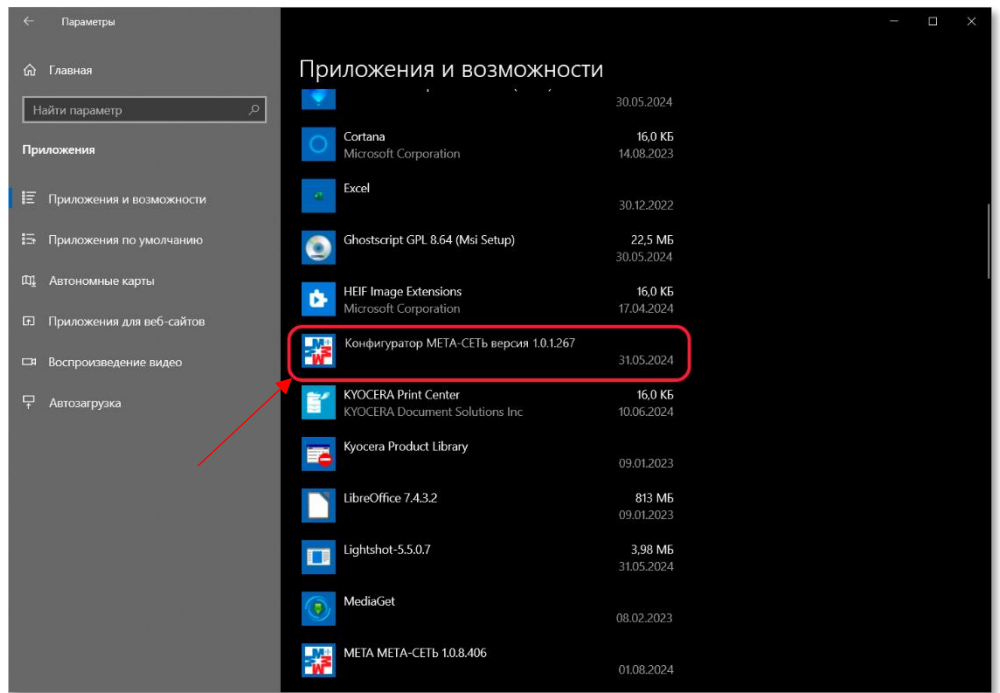 Параметры
Главная
Найти параметр
Приложения
Приложения и возможности
Приложения по умолчанию
Автономные карты
Приложения для веб-сайтов
Воспроизведение видео
Автозагрузка
Приложения и возможности
30.05.2024
Cortana 16,0 КБ
Microsoft Corporation 14.08.2023
Excel
30.12.2022
Ghostscript GPL 8.64 (Msi Setup) 22,5 МБ
30.05.2024
HEIF Image Extensions 16,0 КБ
Microsoft Corporation 17.04.2024
Конфигуратор МЕТА-СЕТЬ версия 1.0.1.267
31.05.2024
KYOCERA Print Center 16,0 КБ
KYOCERA Document Solutions Inc 10.06.2024
Kyocera Product Library
09.01.2023
LibreOffice 7.4.3.2 813 МБ
09.01.2023
Lightshot-5.5.0.7 3,98 МБ
31.05.2024
MediaGet
08.02.2023
МЕТА МЕТА-СЕТЬ 1.0.8.406
01.08.2024